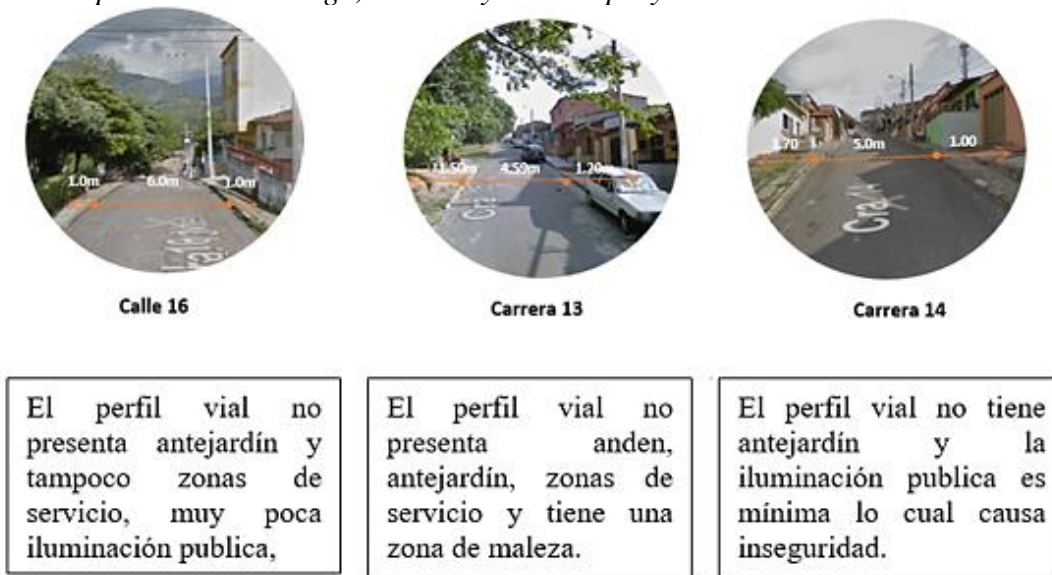 1.0m 6.0m 1.0m
1.50m 4.59m 1.20m
1.70 5.0m 1.00
Cra 14
Calle 16
Carrera 13
Carrera 14
El perfil vial no
presenta antejardín y
tampoco zonas de
servicio, muy poca
iluminación publica,
El perfil vial no
presenta anden,
antejardín, zonas de
servicio y tiene una
zona de maleza.
El perfil vial no tiene
antejardín y la
iluminación publica es
mínima lo cual causa
inseguridad.